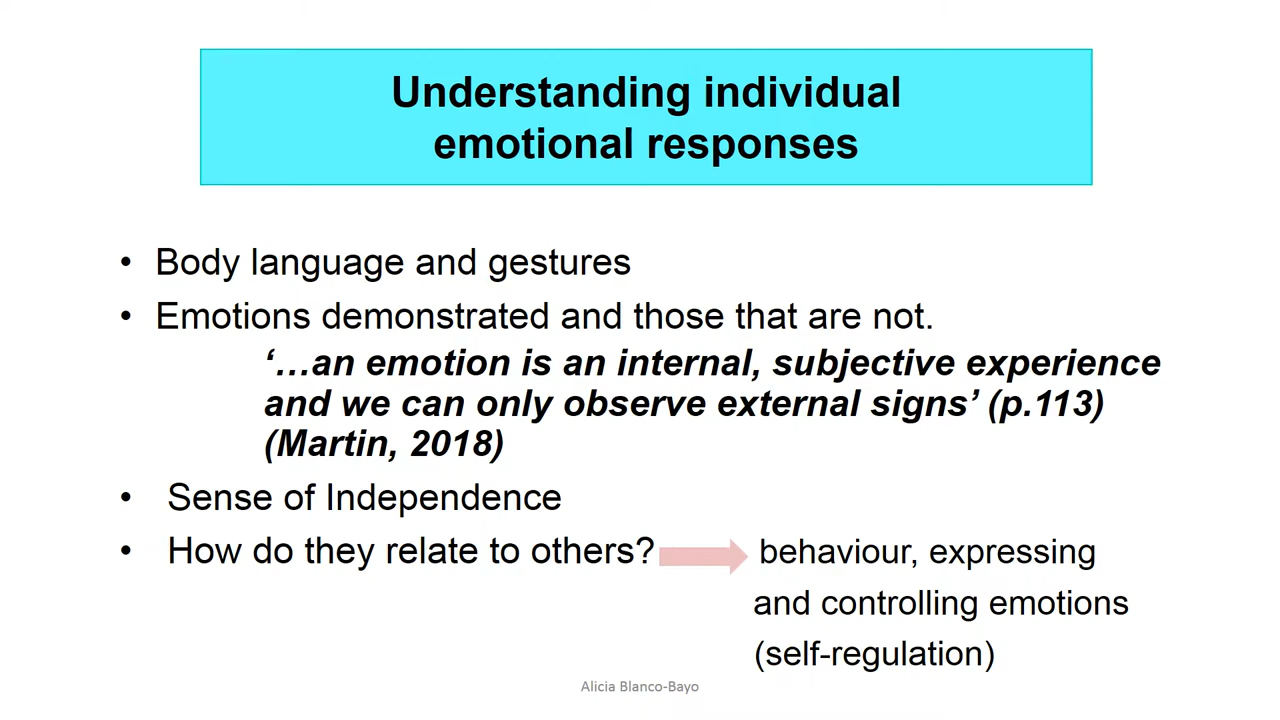 Understanding individual
emotional responses
• Body language and gestures
• Emotions demonstrated and those that are not.
‘…an emotion is an internal, subjective experience
and we can only observe external signs’ (p.113)
(Martin, 2018)
• Sense of Independence
• How do they relate to others? behaviour, expressing
and controlling emotions
(self-regulation)
Alicia Blanco-Bayo